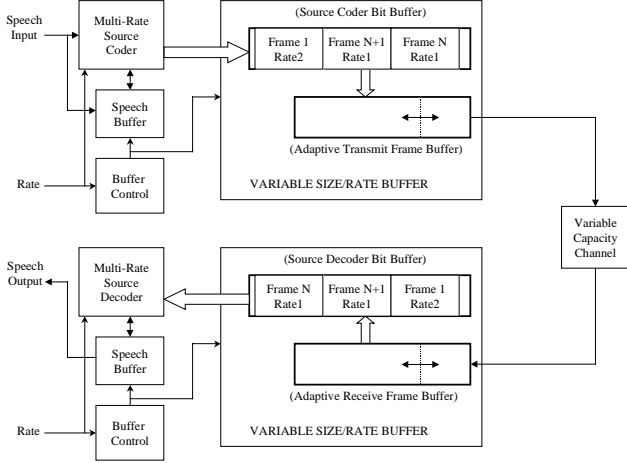 Speech
Input
Multi-Rate
Source
Coder
(Source Coder Bit Buffer)
Frame 1
Rate2
Frame N+1
Rate1
Frame N
Rate1
Speech
Buffer
(Adaptive Transmit Frame Buffer)
Rate
Buffer
Control
VARIABLE SIZE/RATE BUFFER
Variable
Capacity
Channel
Speech
Output
Multi-Rate
Source
Decoder
(Source Decoder Bit Buffer)
Frame N
Rate1
Frame N+1
Rate1
Frame 1
Rate2
Speech
Buffer
(Adaptive Receive Frame Buffer)
Rate
Buffer
Control
VARIABLE SIZE/RATE BUFFER